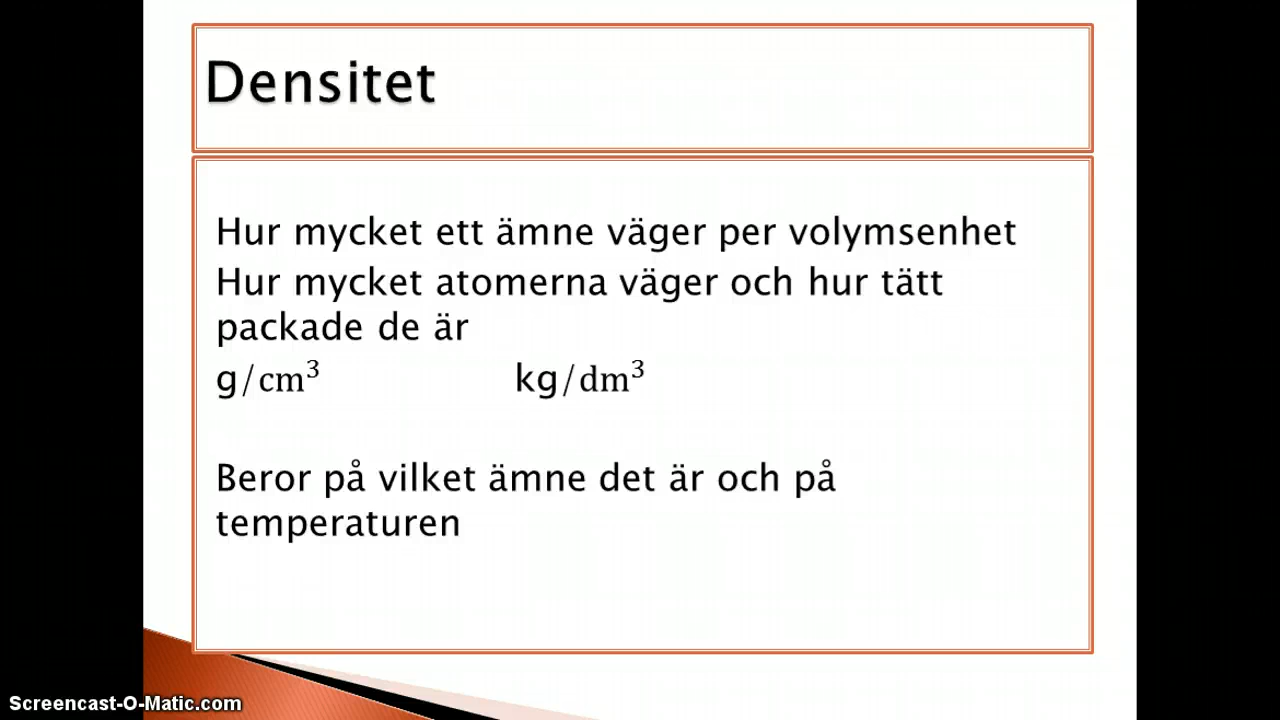 Densitet
Hur mycket ett ämne väger per volymsenhet
Hur mycket atomerna väger och hur tätt
packade de är
g/cm³ kg/dm³
Beror på vilket ämne det är och på
temperaturen
Screencast-O-Matic.com